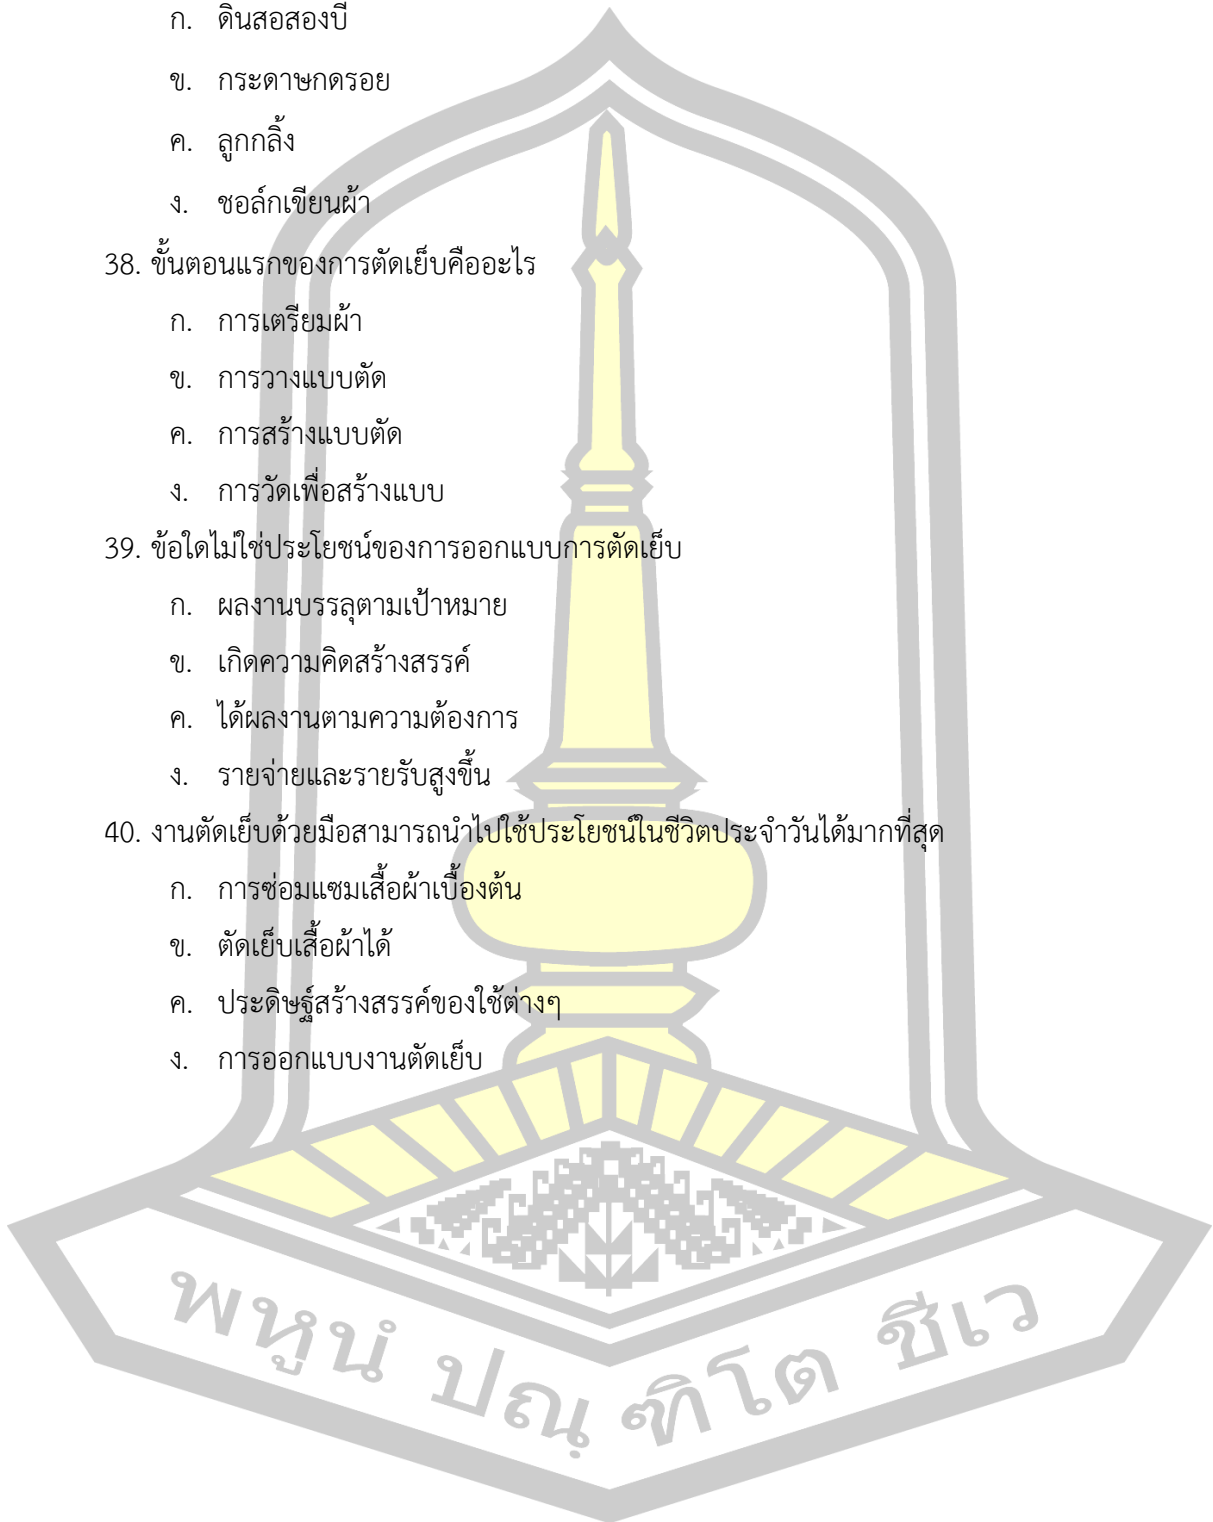 ก. ดินสอสองบี
ข. กระดาษกดรอย
ค. ลูกกลิ้ง
ง. ชอล์กเขียนผ้า
38. ขั้นตอนแรกของการตัดเย็บคืออะไร
ก. การเตรียมผ้า
ข. การวางแบบตัด
ค. การสร้างแบบตัด
ง. การวัดเพื่อสร้างแบบ
39. ข้อใดไม่ใช่ประโยชน์ของการออกแบบการตัดเย็บ
ก. ผลงานบรรลุตามเป้าหมาย
ข. เกิดความคิดสร้างสรรค์
ค. ได้ผลงานตามความต้องการ
ง. รายจ่ายและรายรับสูงขึ้น
40. งานตัดเย็บด้วยมือสามารถนำไปใช้ประโยชน์ในชีวิตประจำวันได้มากที่สุด
ก. การซ่อมแซมเสื้อผ้าเบื้องต้น
ข. ตัดเย็บเสื้อผ้าได้
ค. ประดิษฐ์สร้างสรรค์ของใช้ต่างๆ
ง. การออกแบบงานตัดเย็บ
พหูนํ ปณฺ ฑิโต ชีเว